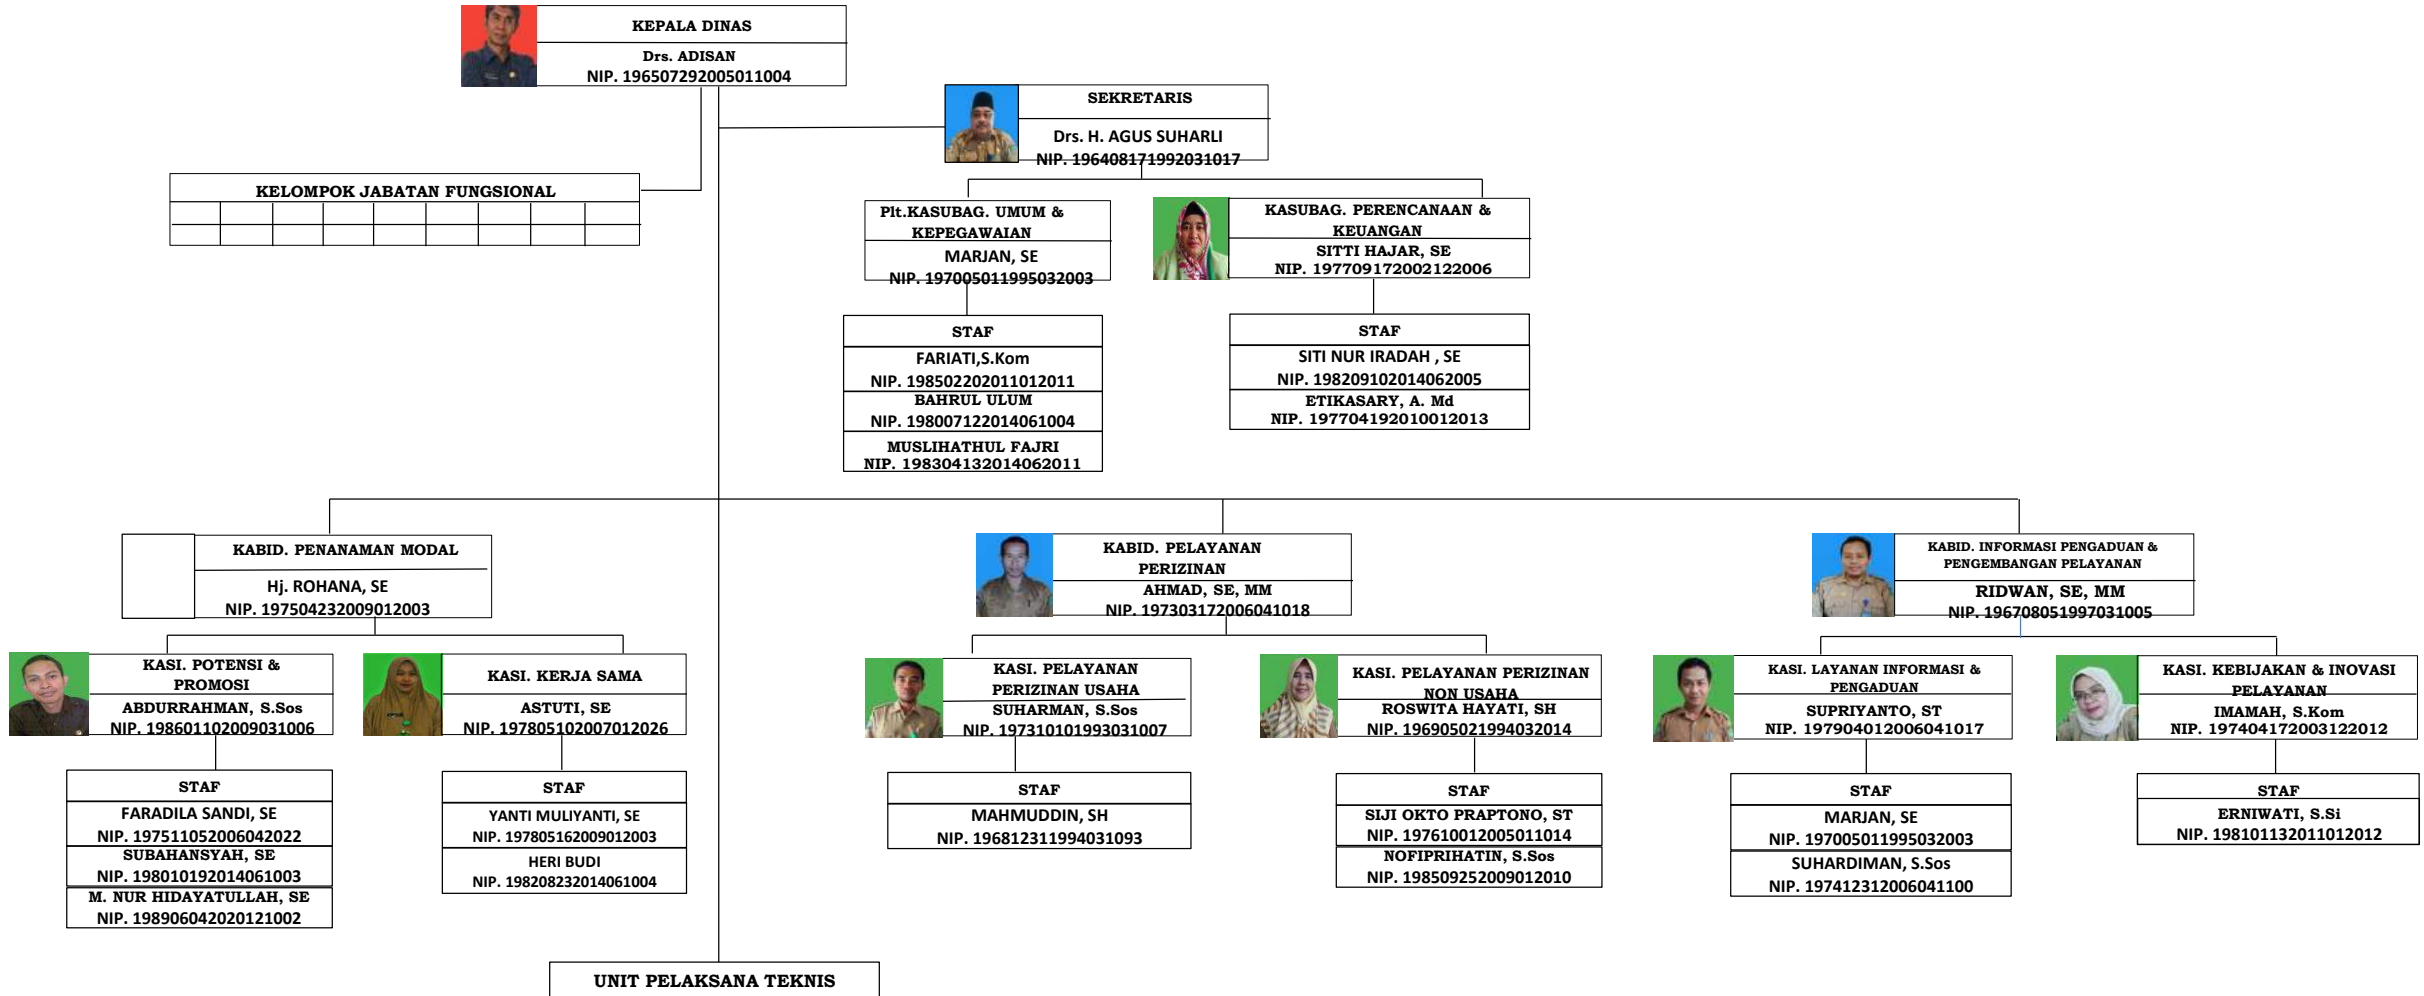 KEPALA DINAS
Drs. ADISAN
NIP. 196507292005011004
SEKRETARIS
Drs. H. AGUS SUHARLI
NIP. 196408171992031017
KELOMPOK JABATAN FUNGSIONAL
Plt.KASUBAG. UMUM &
KEPEGAWAIAN
MARJAN, SE
NIP. 197005011995032003
KASUBAG. PERENCANAAN &
KEUANGAN
SITTI HAJAR, SE
NIP. 197709172002122006
STAF
FARIATI,S.Kom
NIP. 198502202011012011
BAHRUL ULUM
NIP. 198007122014061004
MUSLIHATHUL FAJRI
NIP. 198304132014062011
STAF
SITI NUR IRADAH , SE
NIP. 198209102014062005
ETIKASARY, A. Md
NIP. 197704192010012013
KABID. PENANAMAN MODAL
Hj. ROHANA, SE
NIP. 197504232009012003
KABID. PELAYANAN
PERIZINAN
AHMAD, SE, MM
NIP. 197303172006041018
KABID. INFORMASI PENGADUAN &
PENGEMBANGAN PELAYANAN
RIDWAN, SE, MM
NIP. 196708051997031005
KASI. POTENSI &
PROMOSI
ABDURRAHMAN, S.Sos
NIP. 198601102009031006
KASI. KERJA SAMA
ASTUTI, SE
NIP. 197805102007012026
KASI. PELAYANAN
PERIZINAN USAHA
SUHARMAN, S.Sos
NIP. 197310101993031007
KASI. PELAYANAN PERIZINAN
NON USAHA
ROSWITA HAYATI, SH
NIP. 196905021994032014
KASI. LAYANAN INFORMASI &
PENGADUAN
SUPRIYANTO, ST
NIP. 197904012006041017
KASI. KEBIJAKAN & INOVASI
PELAYANAN
IMAMAH, S.Kom
NIP. 197404172003122012
STAF
FARADILA SANDI, SE
NIP. 197511052006042022
SUBAHANSYAH, SE
NIP. 198010192014061003
M. NUR HIDAYATULLAH, SE
NIP. 198906042020121002
STAF
YANTI MULIYANTI, SE
NIP. 197805162009012003
HERI BUDI
NIP. 198208232014061004
STAF
MAHMUDDIN, SH
NIP. 196812311994031093
STAF
SIJI OKTO PRAPTONO, ST
NIP. 197610012005011014
NOFIPRIHATIN, S.Sos
NIP. 198509252009012010
STAF
MARJAN, SE
NIP. 197005011995032003
SUHARDIMAN, S.Sos
NIP. 197412312006041100
STAF
ERNIWATI, S.Si
NIP. 198101132011012012
UNIT PELAKSANA TEKNIS